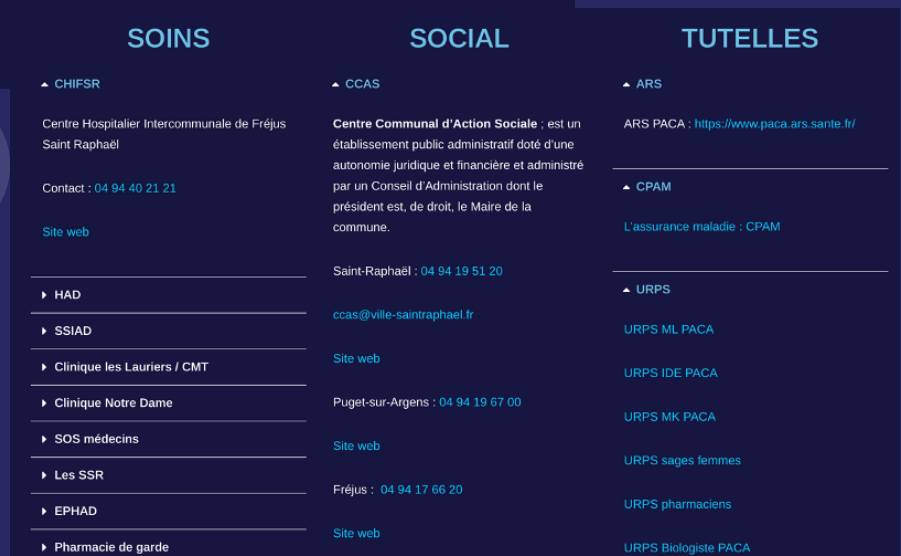 SOINS
CHIFSR
Centre Hospitalier Intercommunale de Fréjus
Saint Raphaël
Contact : 04 94 40 21 21
Site web
HAD
SSIAD
Clinique les Lauriers / CMT
Clinique Notre Dame
SOS médecins
Les SSR
EPHAD
Pharmacie de garde
SOCIAL
CCAS
Centre Communal d’Action Sociale ; est un
établissement public administratif doté d’une
autonomie juridique et financière et administré
par un Conseil d’Administration dont le
président est, de droit, le Maire de la
commune.
Saint-Raphaël : 04 94 19 51 20
ccas@ville-saintraphael.fr
Site web
Puget-sur-Argens : 04 94 19 67 00
Site web
Fréjus : 04 94 17 66 20
Site web
TUTELLES
ARS
ARS PACA : https://www.paca.ars.sante.fr/
CPAM
L’assurance maladie : CPAM
URPS
URPS ML PACA
URPS IDE PACA
URPS MK PACA
URPS sages femmes
URPS pharmaciens
URPS Biologiste PACA